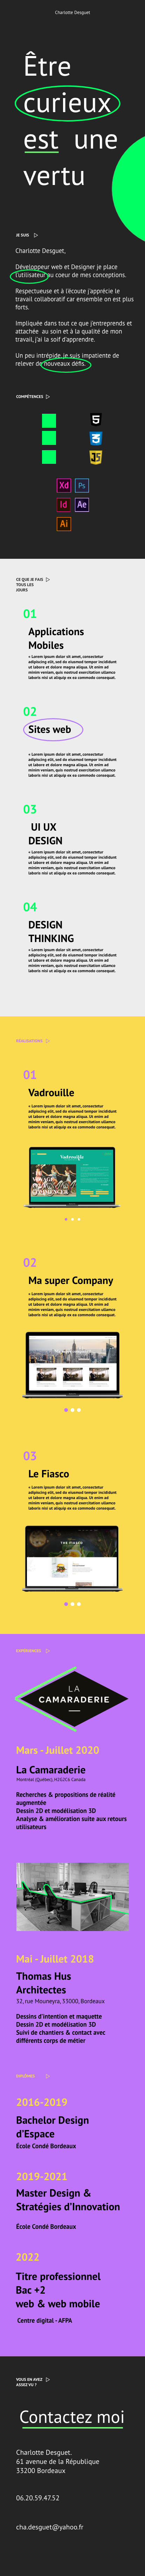 Charlotte Desguet
Être
curieux
est une
vertu
JE SUIS
Charlotte Desguet,
Développeur web et Designer je place
l'utilisateur au coeur de mes conceptions.
Respectueuse et à l'écoute j'apprécie le
travail collaboratif car ensemble on est plus
forts.
Impliquée dans tout ce que j'entreprends et
attachée au soin et à la qualité de mon
travail, j'ai la soif d'apprendre.
Un peu intrépide je suis impatiente de
relever de nouveaux défis.
COMPÉTENCES
5
3
JS
Xd Ps
Id Ae
Ai
CE QUE JE FAIS
TOUS LES
JOURS
01
Applications
Mobiles
« Lorem ipsum dolor sit amet, consectetur
adipiscing elit, sed do eiusmod tempor incididunt
ut labore et dolore magna aliqua. Ut enim ad
minim veniam, quis nostrud exercitation ullamco
laboris nisi ut aliquip ex ea commodo consequat.
02
Sites web
« Lorem ipsum dolor sit amet, consectetur
adipiscing elit, sed do eiusmod tempor incididunt
ut labore et dolore magna aliqua. Ut enim ad
minim veniam, quis nostrud exercitation ullamco
laboris nisi ut aliquip ex ea commodo consequat.
03
UI UX
DESIGN
« Lorem ipsum dolor sit amet, consectetur
adipiscing elit, sed do eiusmod tempor incididunt
ut labore et dolore magna aliqua. Ut enim ad
minim veniam, quis nostrud exercitation ullamco
laboris nisi ut aliquip ex ea commodo consequat.
04
DESIGN
THINKING
« Lorem ipsum dolor sit amet, consectetur
adipiscing elit, sed do eiusmod tempor incididunt
ut labore et dolore magna aliqua. Ut enim ad
minim veniam, quis nostrud exercitation ullamco
laboris nisi ut aliquip ex ea commodo consequat.
RÉALISATIONS
01
Vadrouille
« Lorem ipsum dolor sit amet, consectetur
adipiscing elit, sed do eiusmod tempor incididunt
ut labore et dolore magna aliqua. Ut enim ad
minim veniam, quis nostrud exercitation ullamco
laboris nisi ut aliquip ex ea commodo consequat.
Vadrouille
02
Ma super Company
« Lorem ipsum dolor sit amet, consectetur
adipiscing elit, sed do eiusmod tempor incididunt
ut labore et dolore magna aliqua. Ut enim ad
minim veniam, quis nostrud exercitation ullamco
laboris nisi ut aliquip ex ea commodo consequat.
03
Le Fiasco
« Lorem ipsum dolor sit amet, consectetur
adipiscing elit, sed do eiusmod tempor incididunt
ut labore et dolore magna aliqua. Ut enim ad
minim veniam, quis nostrud exercitation ullamco
laboris nisi ut aliquip ex ea commodo consequat.
THE FIASCO
EXPÉRIENCES
LA
CAMARADERIE
Mars - Juillet 2020
La Camaraderie
Montréal (Québec), H2G2C6 Canada
Recherches & propositions de réalité
augmentée
Dessin 2D et modélisation 3D
Analyse & amélioration suite aux retours
utilisateurs
Mai - Juillet 2018
Thomas Hus
Architectes
32, rue Mouneyra, 33000, Bordeaux
Dessins d'intention et maquette
Dessin 2D et modélisation 3D
Suivi de chantiers & contact avec
différents corps de métier
DIPLÔMES
2016-2019
Bachelor Design
d'Espace
École Condé Bordeaux
2019-2021
Master Design &
Stratégies d'Innovation
École Condé Bordeaux
2022
Titre professionnel
Bac +2
web & web mobile
Centre digital - AFPA
VOUS EN AVEZ
ASSEZ VU ?
Contactez moi
Charlotte Desguet.
61 avenue de la République
33200 Bordeaux
06.20.59.47.52
cha.desguet@yahoo.fr